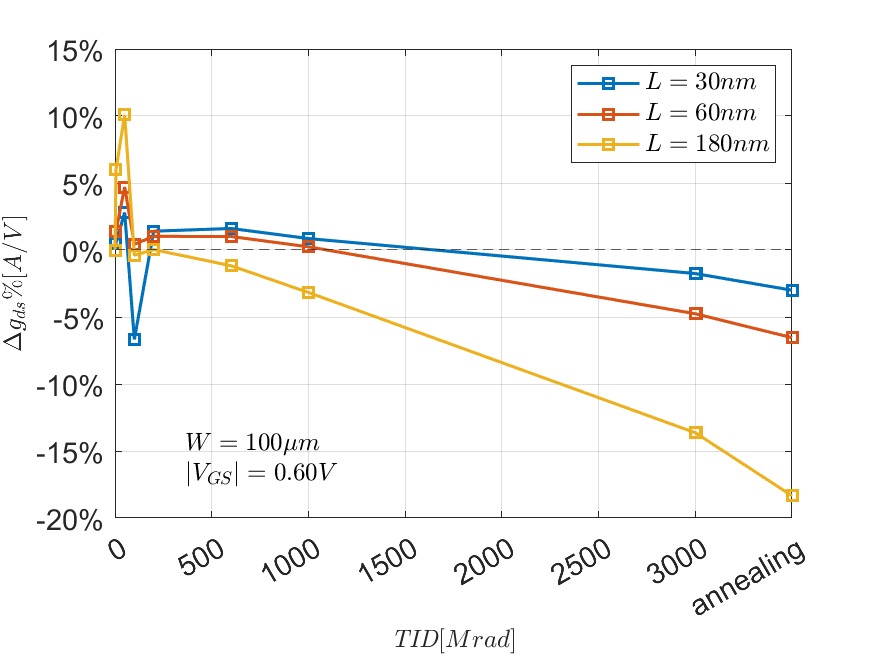 15%
10%
5%
0%
-5%
-10%
-15%
-20%
Δg_ds%[A/V]
L = 30nm
L = 60nm
L = 180nm
W = 100μm
|V_GS| = 0.60V
0
500
1000
1500
2000
2500
3000
annealing
TID[Mrad]